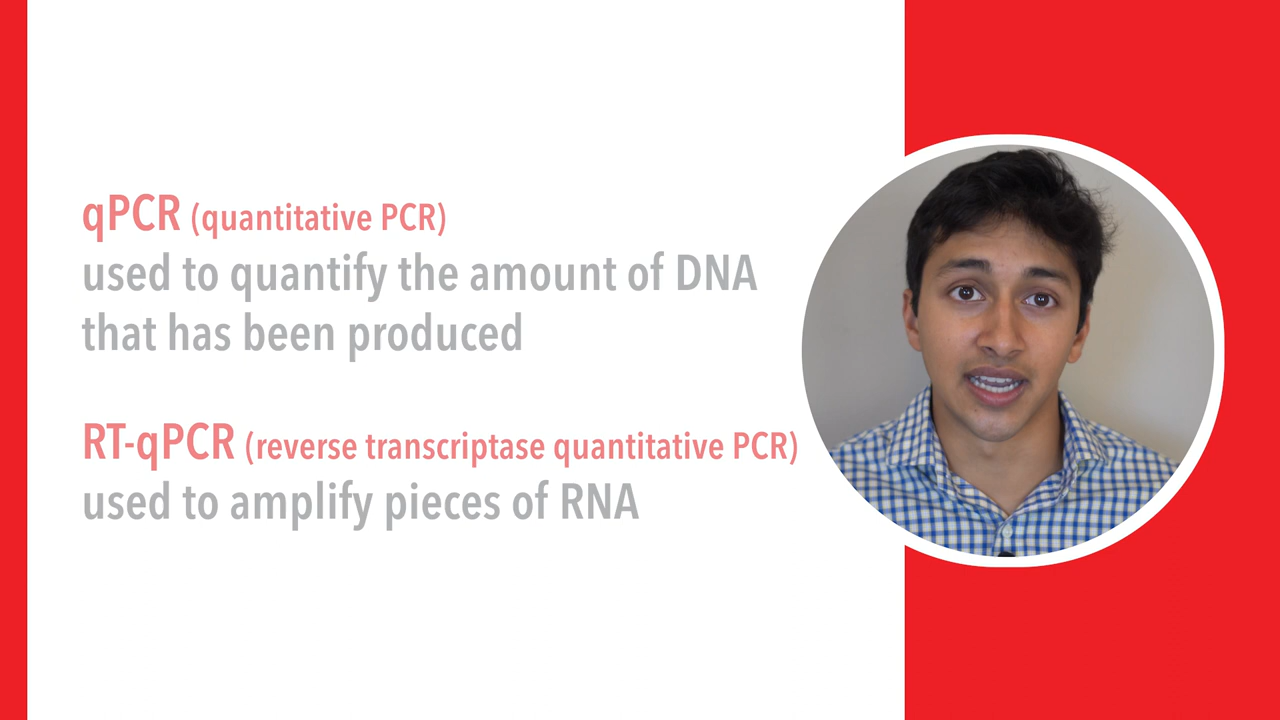 qPCR (quantitative PCR)
used to quantify the amount of DNA
that has been produced
RT-qPCR (reverse transcriptase quantitative PCR)
used to amplify pieces of RNA